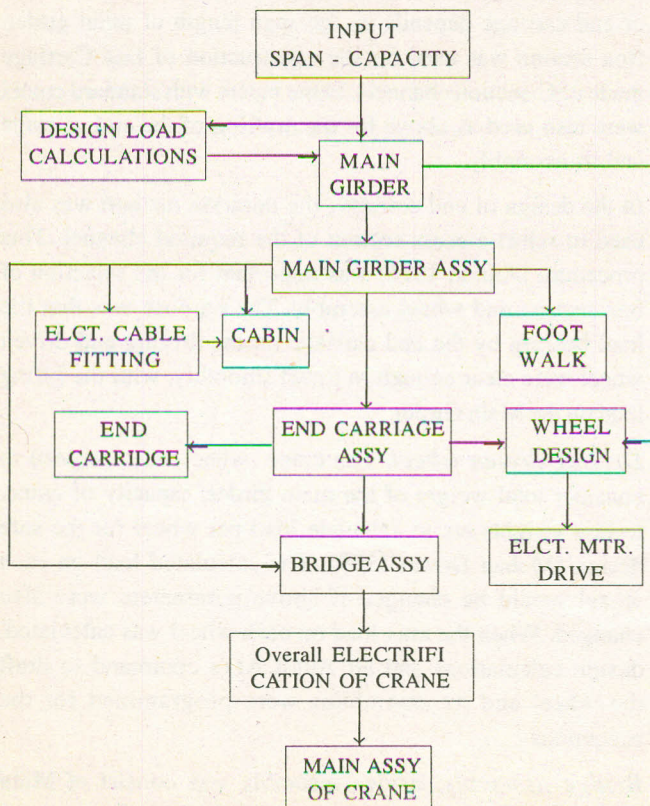 INPUT
SPAN - CAPACITY
DESIGN LOAD
CALCULATIONS
MAIN
GIRDER
MAIN GIRDER ASSY
ELCT. CABLE
FITTING
CABIN
FOOT
WALK
END
CARRIDGE
END CARRIAGE
ASSY
WHEEL
DESIGN
BRIDGE ASSY
ELCT. MTR.
DRIVE
Overall ELECTRIFI
CATION OF CRANE
MAIN ASSY
OF CRANE